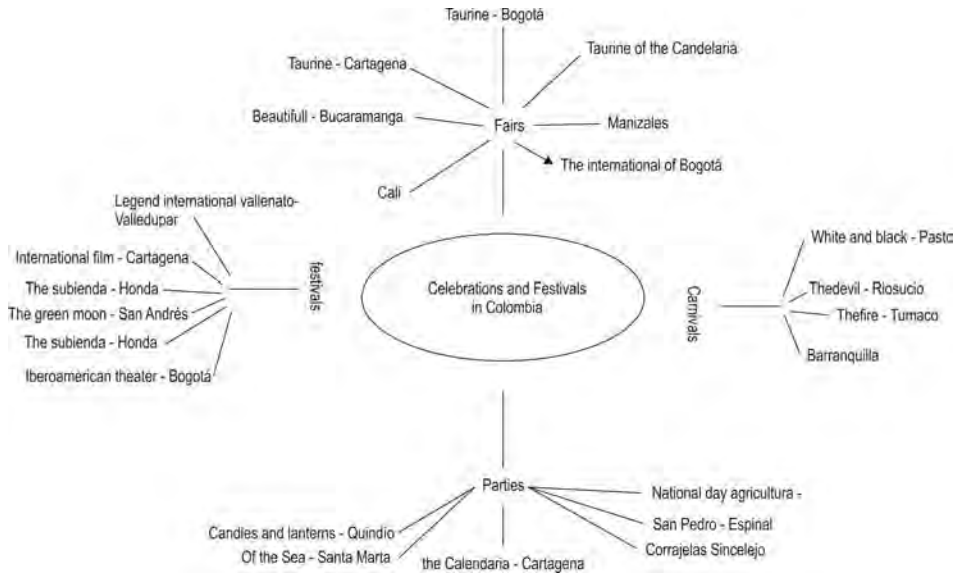 Taurine - Bogotá
Taurine of the Candelaria
Taurine - Cartagena
Beautifull - Bucaramanga
Fairs
Manizales
The international of Bogotá
Cali
Legend international vallenato-
Valledupar
International film - Cartagena
The subienda - Honda
The green moon - San Andrés
The subienda - Honda
Iberoamerican theater - Bogotá
festivals
Celebrations and Festivals
in Colombia
Carnivals
White and black - Pasto
Thedevil - Riosucio
Thefire - Tumaco
Barranquilla
Parties
National day agricultura -
San Pedro - Espinal
Corrajelas Sincelejo
Candles and lanterns - Quindío
Of the Sea - Santa Marta
the Calendaria - Cartagena